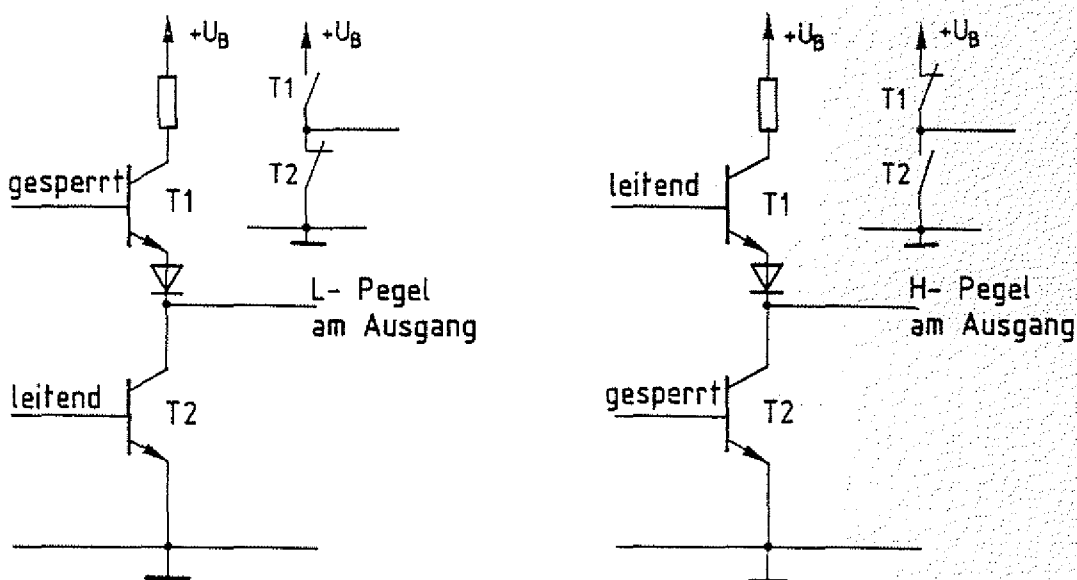 +U_B
+U_B
T1
T2
gesperrt
T1
L- Pegel
am Ausgang
leitend
T2
+U_B
+U_B
T1
T2
leitend
T1
H- Pegel
am Ausgang
gesperrt
T2